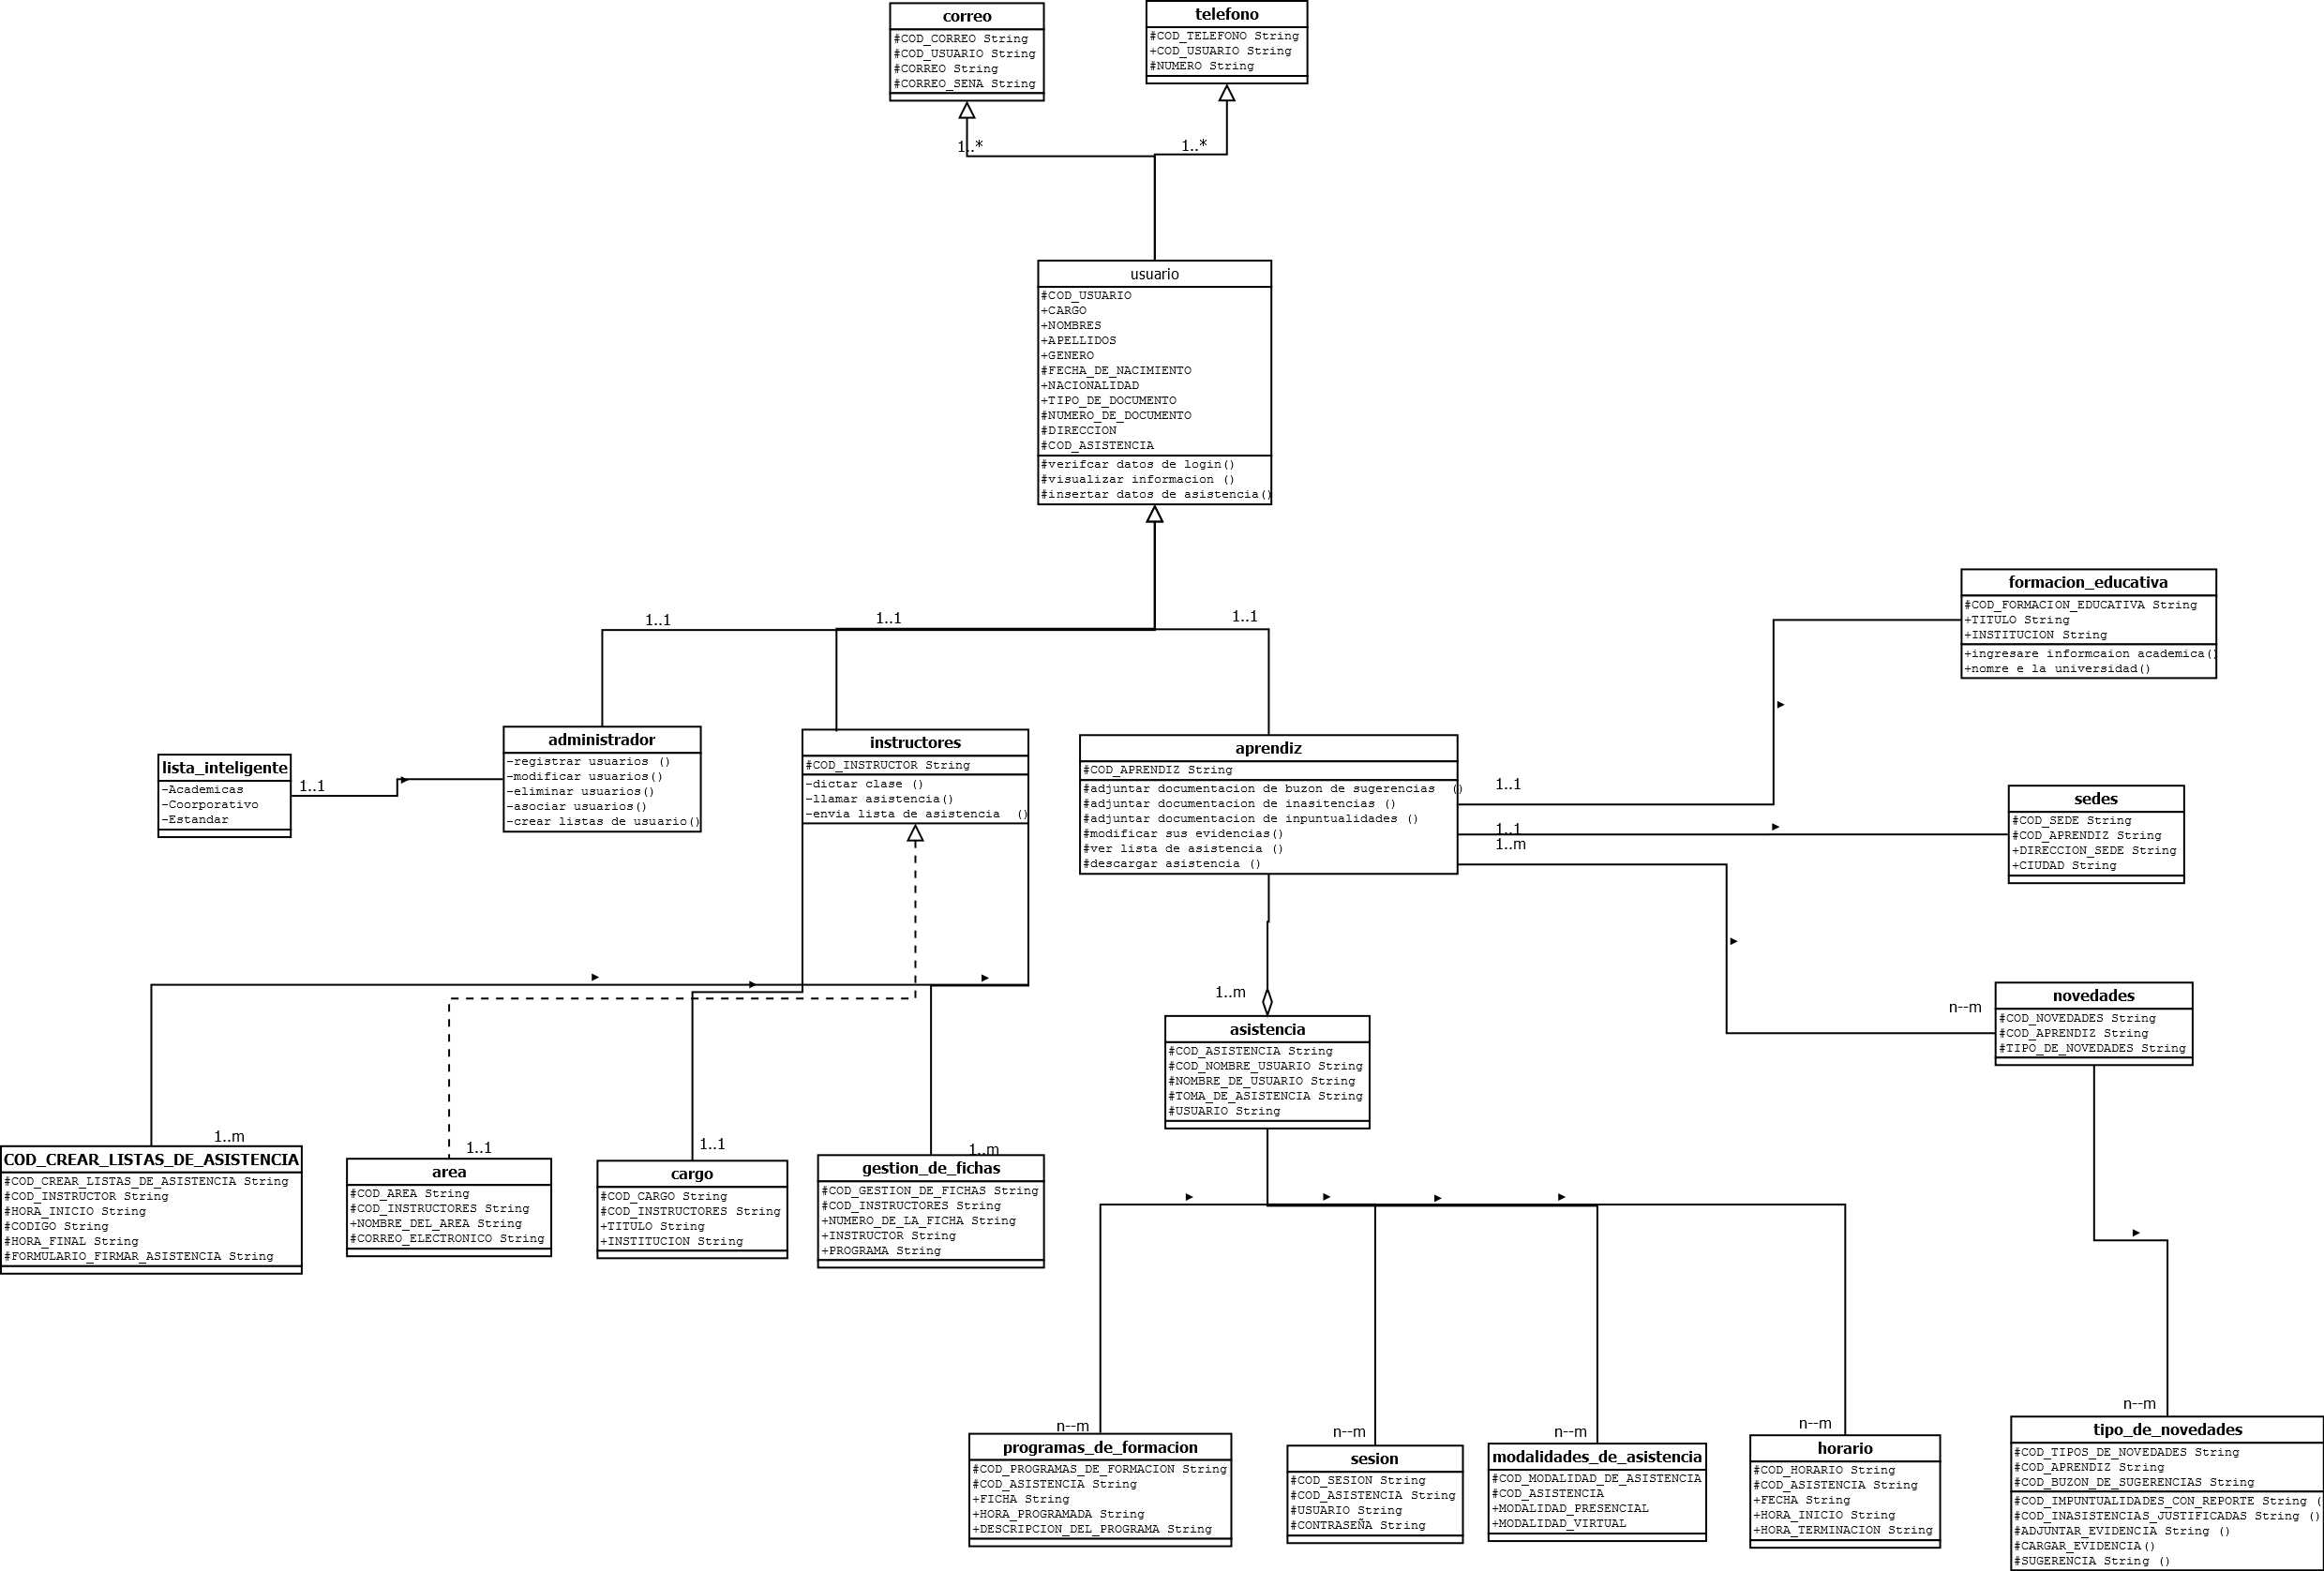 correo
#COD_CORREO String
#COD_USUARIO String
#CORREO String
#CORREO_SENA String
telefono
#COD_TELEFONO String
+COD_USUARIO String
#NUMERO String
1..*
1..*
usuario
#COD_USUARIO
+CARGO
+NOMBRES
+APELLIDOS
+GENERO
#FECHA_DE_NACIMIENTO
+NACIONALIDAD
+TIPO_DE_DOCUMENTO
#NUMERO_DE_DOCUMENTO
#DIRECCION
#COD_ASISTENCIA
#verifcar datos de login()
#visualizar informacion ()
#insertar datos de asistencia()
1..1
1..1
1..1
formacion_educativa
#COD_FORMACION_EDUCATIVA String
+TITULO String
+INSTITUCION String
+ingresare informcaion academica()
+nomre e la universidad()
lista_inteligente
-Academicas
-Coorporativo
-Estandar
1..1
administrador
-registrar usuarios ()
-modificar usuarios()
-eliminar usuarios()
-asociar usuarios()
-crear listas de usuario()
instructores
#COD_INSTRUCTOR String
-dictar clase ()
-llamar asistencia()
-envia lista de asistencia ()
aprendiz
#COD_APRENDIZ String
#adjuntar documentacion de buzon de sugerencias ()
#adjuntar documentacion de inasitencias ()
#adjuntar documentacion de inpuntualidades ()
#modificar sus evidencias()
#ver lista de asistencia ()
#descargar asistencia ()
1..1
1..1
1..m
sedes
#COD_SEDE String
#COD_APRENDIZ String
+DIRECCION_SEDE String
+CIUDAD String
1..m
asistencia
#COD_ASISTENCIA String
#COD_NOMBRE_USUARIO String
#NOMBRE_DE_USUARIO String
#TOMA_DE_ASISTENCIA String
#USUARIO String
n--m
novedades
#COD_NOVEDADES String
#COD_APRENDIZ String
#TIPO_DE_NOVEDADES String
1..m
COD_CREAR_LISTAS_DE_ASISTENCIA
#COD_CREAR_LISTAS_DE_ASISTENCIA String
#COD_INSTRUCTOR String
#HORA_INICIO String
#CODIGO String
#HORA_FINAL String
#FORMULARIO_FIRMAR_ASISTENCIA String
1..1
area
#COD_AREA String
#COD_INSTRUCTORES String
+NOMBRE_DEL_AREA String
#CORREO_ELECTRONICO String
1..1
cargo
#COD_CARGO String
#COD_INSTRUCTORES String
+TITULO String
+INSTITUCION String
1..m
gestion_de_fichas
#COD_GESTION_DE_FICHAS String
#COD_INSTRUCTORES String
+NUMERO_DE_LA_FICHA String
+INSTRUCTOR String
+PROGRAMA String
n--m
programas_de_formacion
#COD_PROGRAMAS_DE_FORMACION String
#COD_ASISTENCIA String
+FICHA String
+HORA_PROGRAMADA String
+DESCRIPCION_DEL_PROGRAMA String
n--m
sesion
#COD_SESION String
#COD_ASISTENCIA String
#USUARIO String
#CONTRASEÑA String
n--m
modalidades_de_asistencia
#COD_MODALIDAD_DE_ASISTENCIA
#COD_ASISTENCIA
+MODALIDAD_PRESENCIAL
+MODALIDAD_VIRTUAL
n--m
horario
#COD_HORARIO String
#COD_ASISTENCIA String
+FECHA String
+HORA_INICIO String
+HORA_TERMINACION String
n--m
tipo_de_novedades
#COD_TIPOS_DE_NOVEDADES String
#COD_APRENDIZ String
#COD_BUZON_DE_SUGERENCIAS String
#COD_IMPUNTUALIDADES_CON_REPORTE String (
#COD_INASISTENCIAS_JUSTIFICADAS String ()
#ADJUNTAR_EVIDENCIA String ()
#CARGAR_EVIDENCIA()
#SUGERENCIA String ()